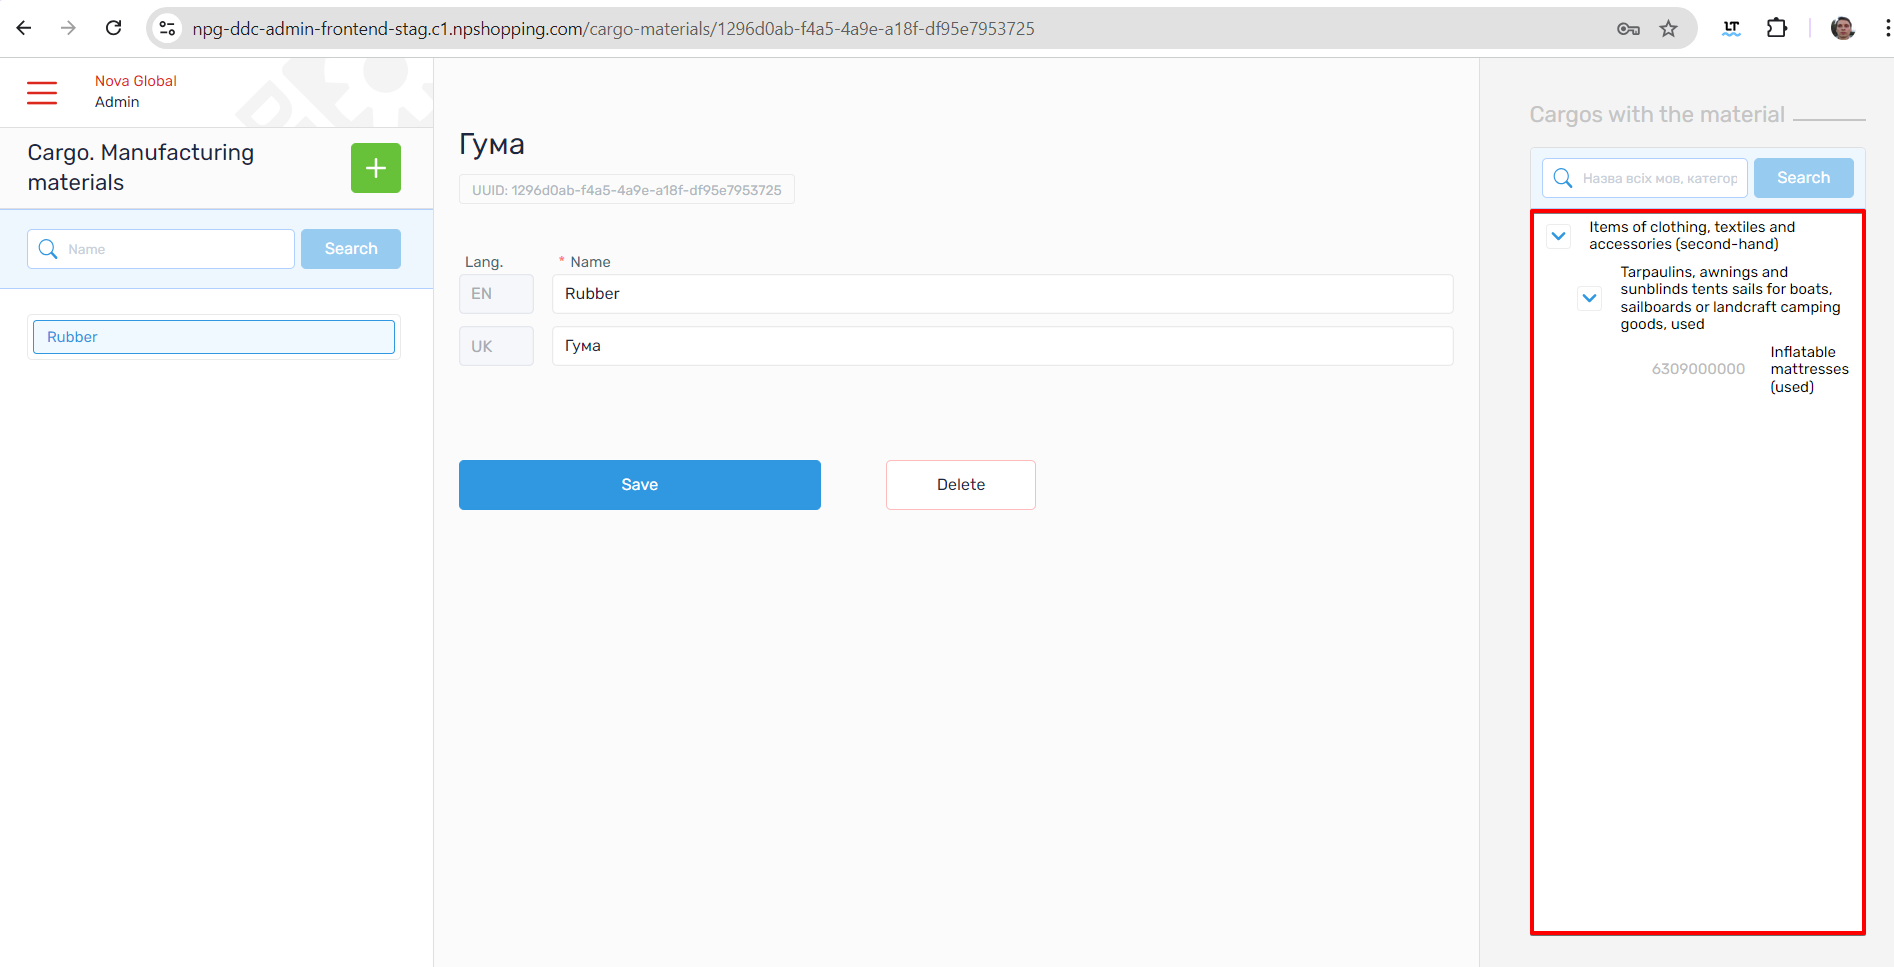 npg-ddc-admin-frontend-stag.c1.npshopping.com/cargo-materials/1296d0ab-f4a5-4a9e-a18f-df95e7953725
LT
Nova Global
Admin
Cargo. Manufacturing
materials
Name
Search
Rubber
Гума
UUID: 1296d0ab-f4a5-4a9e-a18f-df95e7953725
Lang.
* Name
EN
Rubber
UK
Гума
Save
Delete
Cargos with the material
Назва всіх мов, категор
Search
Items of clothing, textiles and
accessories (second-hand)
Tarpaulins, awnings and
sunblinds tents sails for boats,
sailboards or landcraft camping
goods, used
6309000000
Inflatable
mattresses
(used)